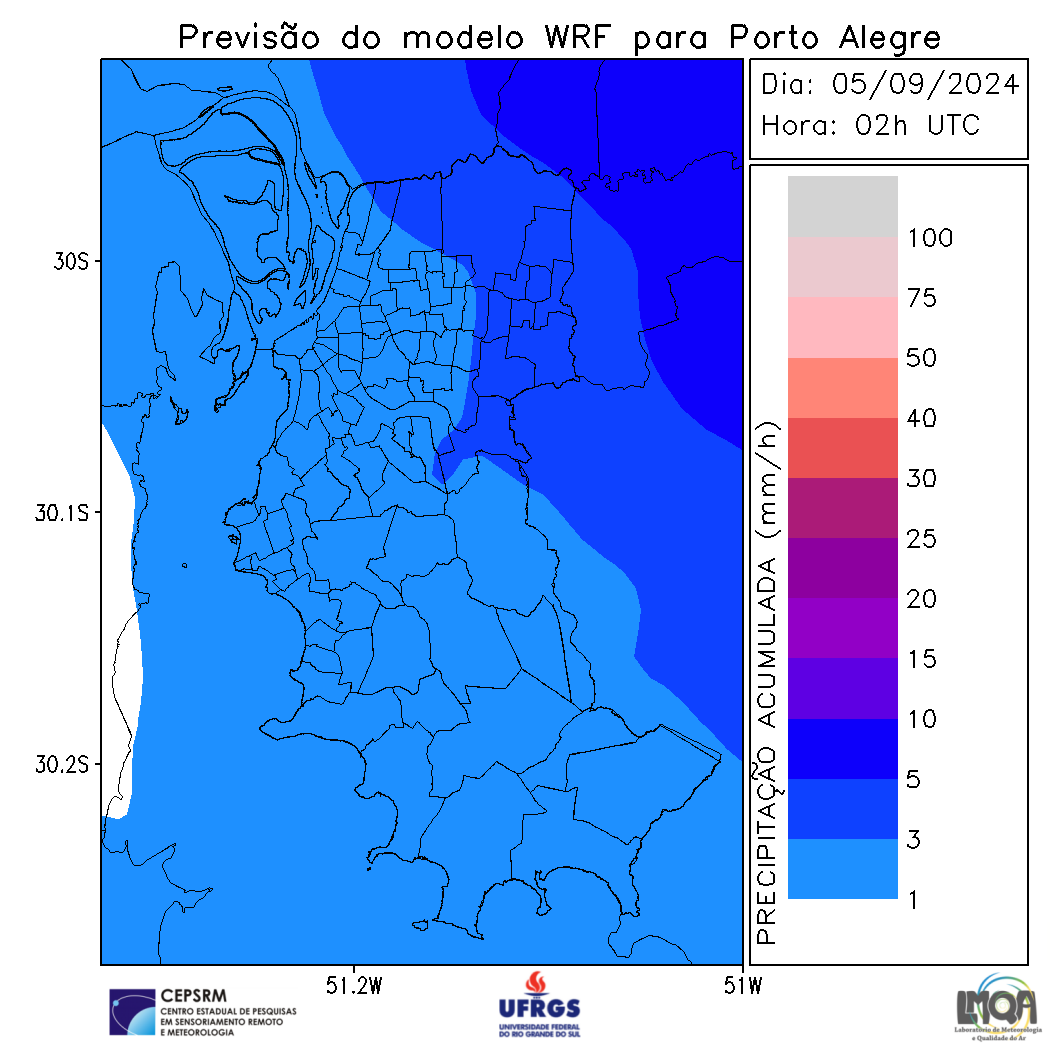 Previsão do modelo WRF para Porto Alegre
Dia: 05/09/2024
Hora: 02h UTC
30S
30.1S
30.2S
51.2W
51W
PRECIPITAÇÃO ACUMULADA (mm/h)
100
75
50
40
30
25
20
15
10
5
3
1
CEPSRM
CENTRO ESTADUAL DE PESQUISAS
EM SENSORIAMENTO REMOTO
E METEOROLOGIA
UFRGS
UNIVERSIDADE FEDERAL
DO RIO GRANDE DO SUL
LMQA
Laboratório de Meteorologia
e Qualidade do Ar